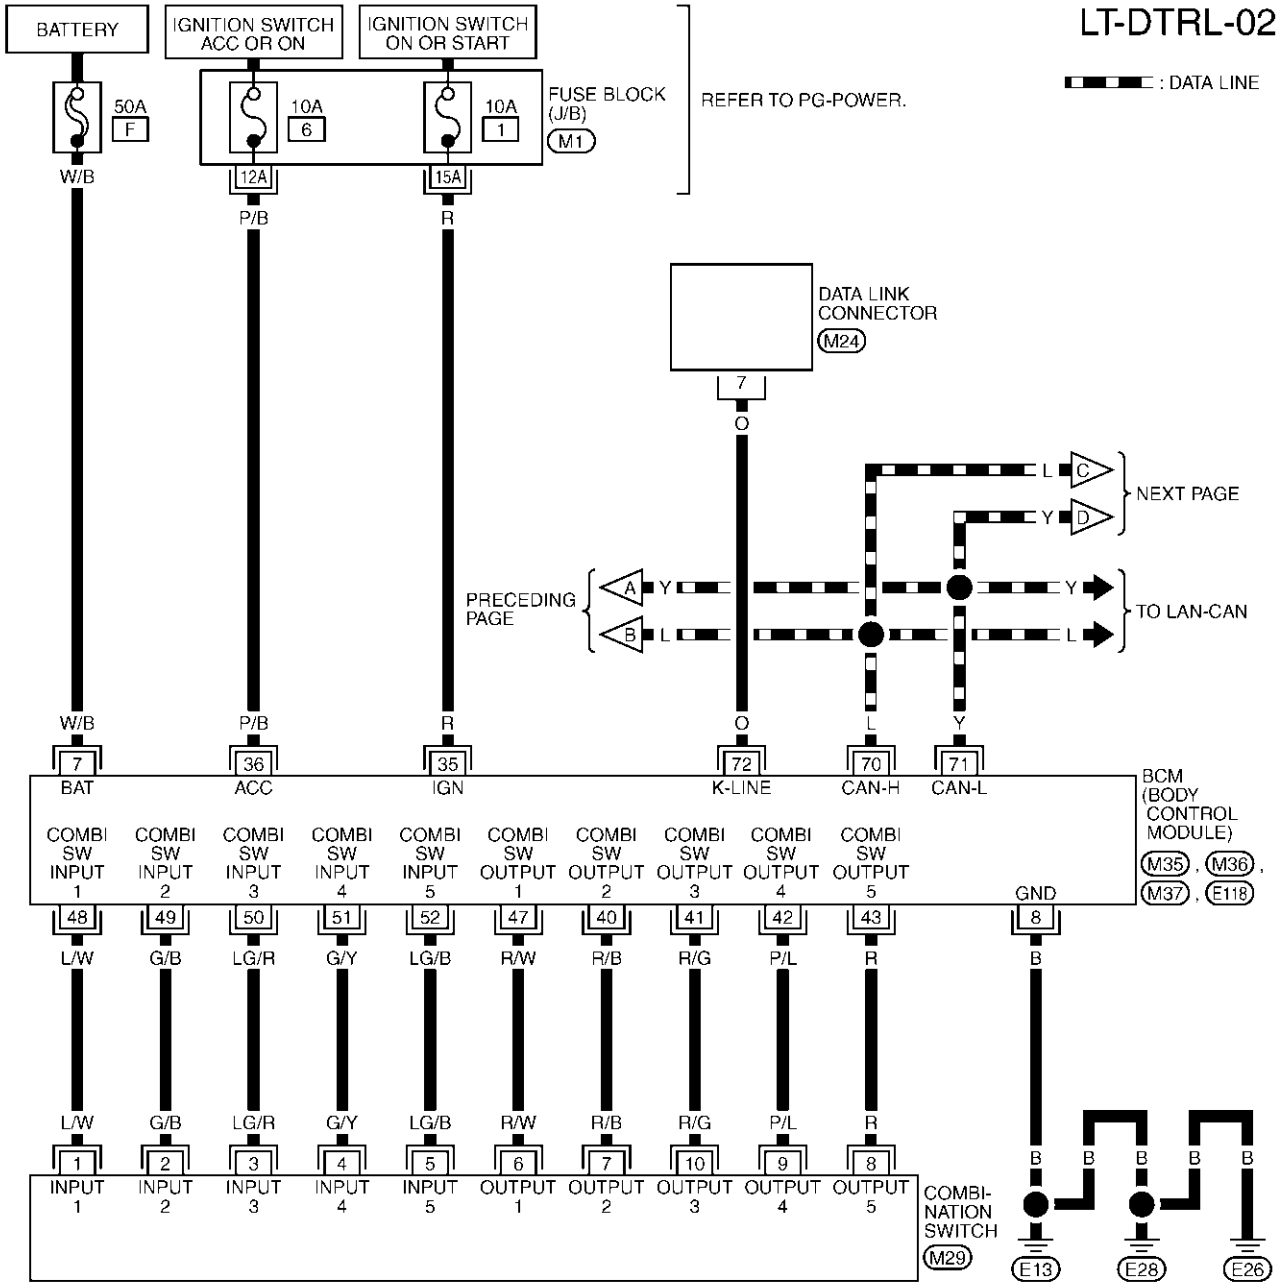 LT-DTRL-02
: DATA LINE
BATTERY
IGNITION SWITCH
ACC OR ON
IGNITION SWITCH
ON OR START
50A
F
10A
6
10A
1
FUSE BLOCK
(J/B)
M1
REFER TO PG-POWER.
W/B
12A
15A
P/B
R
DATA LINK
CONNECTOR
M24
7
O
L
C
Y
D
NEXT PAGE
PRECEDING
PAGE
A
Y
Y
B
L
L
TO LAN-CAN
W/B
P/B
R
O
L
Y
7
36
35
72
70
71
BAT
ACC
IGN
K-LINE
CAN-H
CAN-L
BCM
(BODY
CONTROL
MODULE)
M35 , M36 ,
M37 , E118
COMBI
SW
INPUT
1
COMBI
SW
INPUT
2
COMBI
SW
INPUT
3
COMBI
SW
INPUT
4
COMBI
SW
INPUT
5
COMBI
SW
OUTPUT
1
COMBI
SW
OUTPUT
2
COMBI
SW
OUTPUT
3
COMBI
SW
OUTPUT
4
COMBI
SW
OUTPUT
5
GND
48
49
50
51
52
47
40
41
42
43
8
L/W
G/B
LG/R
G/Y
LG/B
R/W
R/B
R/G
P/L
R
B
L/W
G/B
LG/R
G/Y
LG/B
R/W
R/B
R/G
P/L
R
B
B
B
B
B
1
2
3
4
5
6
7
10
9
8
INPUT
1
INPUT
2
INPUT
3
INPUT
4
INPUT
5
OUTPUT
1
OUTPUT
2
OUTPUT
3
OUTPUT
4
OUTPUT
5
COMBI-
NATION
SWITCH
M29
E13
E28
E26